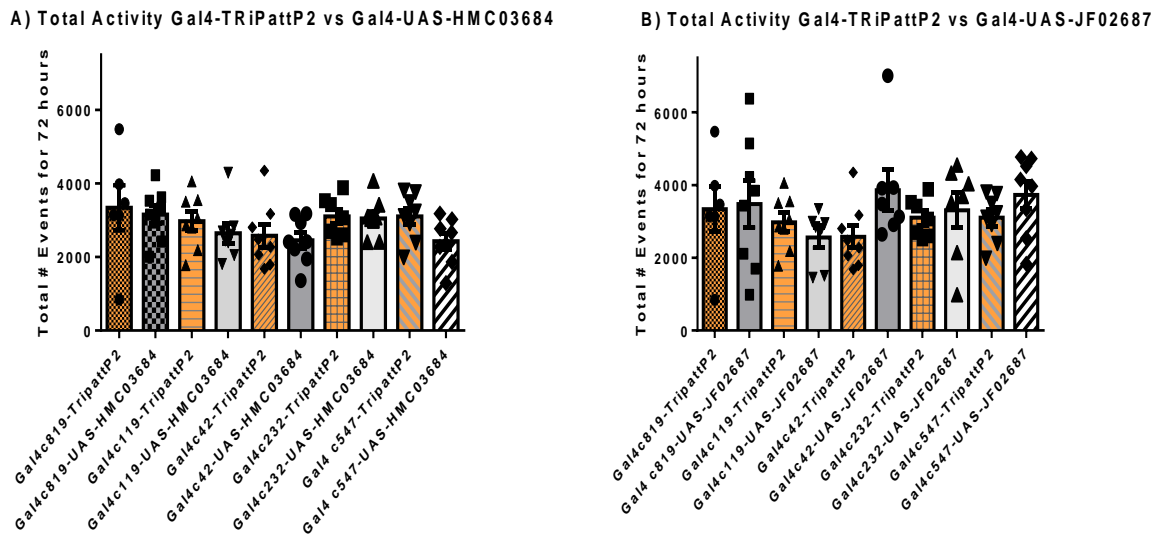 A) Total Activity Gal4-TRiPattP2 vs Gal4-UAS-HMC03684
Total # Events for 72 hours
6000
4000
2000
0
Gal4c819-TripattP2
Gal4c819-UAS-HMC03684
Gal4c119-TripattP2
Gal4c119-UAS-HMC03684
Gal4c42-TripattP2
Gal4c42-UAS-HMC03684
Gal4c232-TripattP2
Gal4c232-UAS-HMC03684
Gal4 c547-TripattP2
Gal4 c547-UAS-HMC03684
B) Total Activity Gal4-TRiPattP2 vs Gal4-UAS-JF02687
Total # Events for 72 hours
6000
4000
2000
0
Gal4c819-TripattP2
Gal4 c819-UAS-JF02687
Gal4c119-TripattP2
Gal4c119-UAS-JF02687
Gal4c42-TripattP2
Gal4c42-UAS-JF02687
Gal4c232-TripattP2
Gal4c232-UAS-JF02687
Gal4c547-TripattP2
Gal4c547-UAS-JF02687